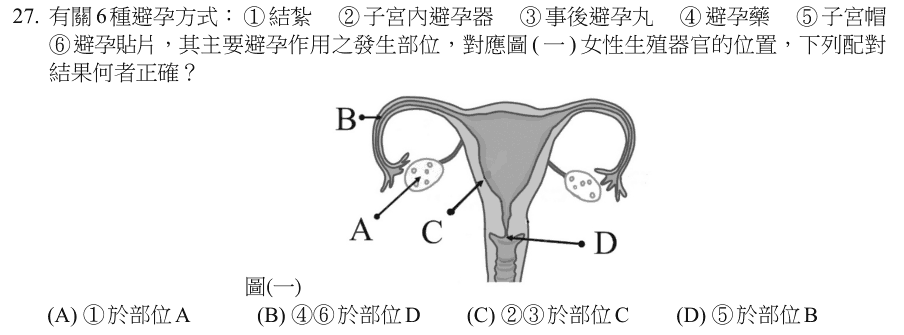 27. 有關6種避孕方式：①結紮　②子宮內避孕器　③事後避孕丸　④避孕藥　⑤子宮帽
⑥避孕貼片，其主要避孕作用之發生部位，對應圖(一)女性生殖器官的位置，下列配對
結果何者正確？
B
A
C
D
圖(一)
(A) ①於部位A　(B) ④⑥於部位D　(C) ②③於部位C　(D) ⑤於部位B